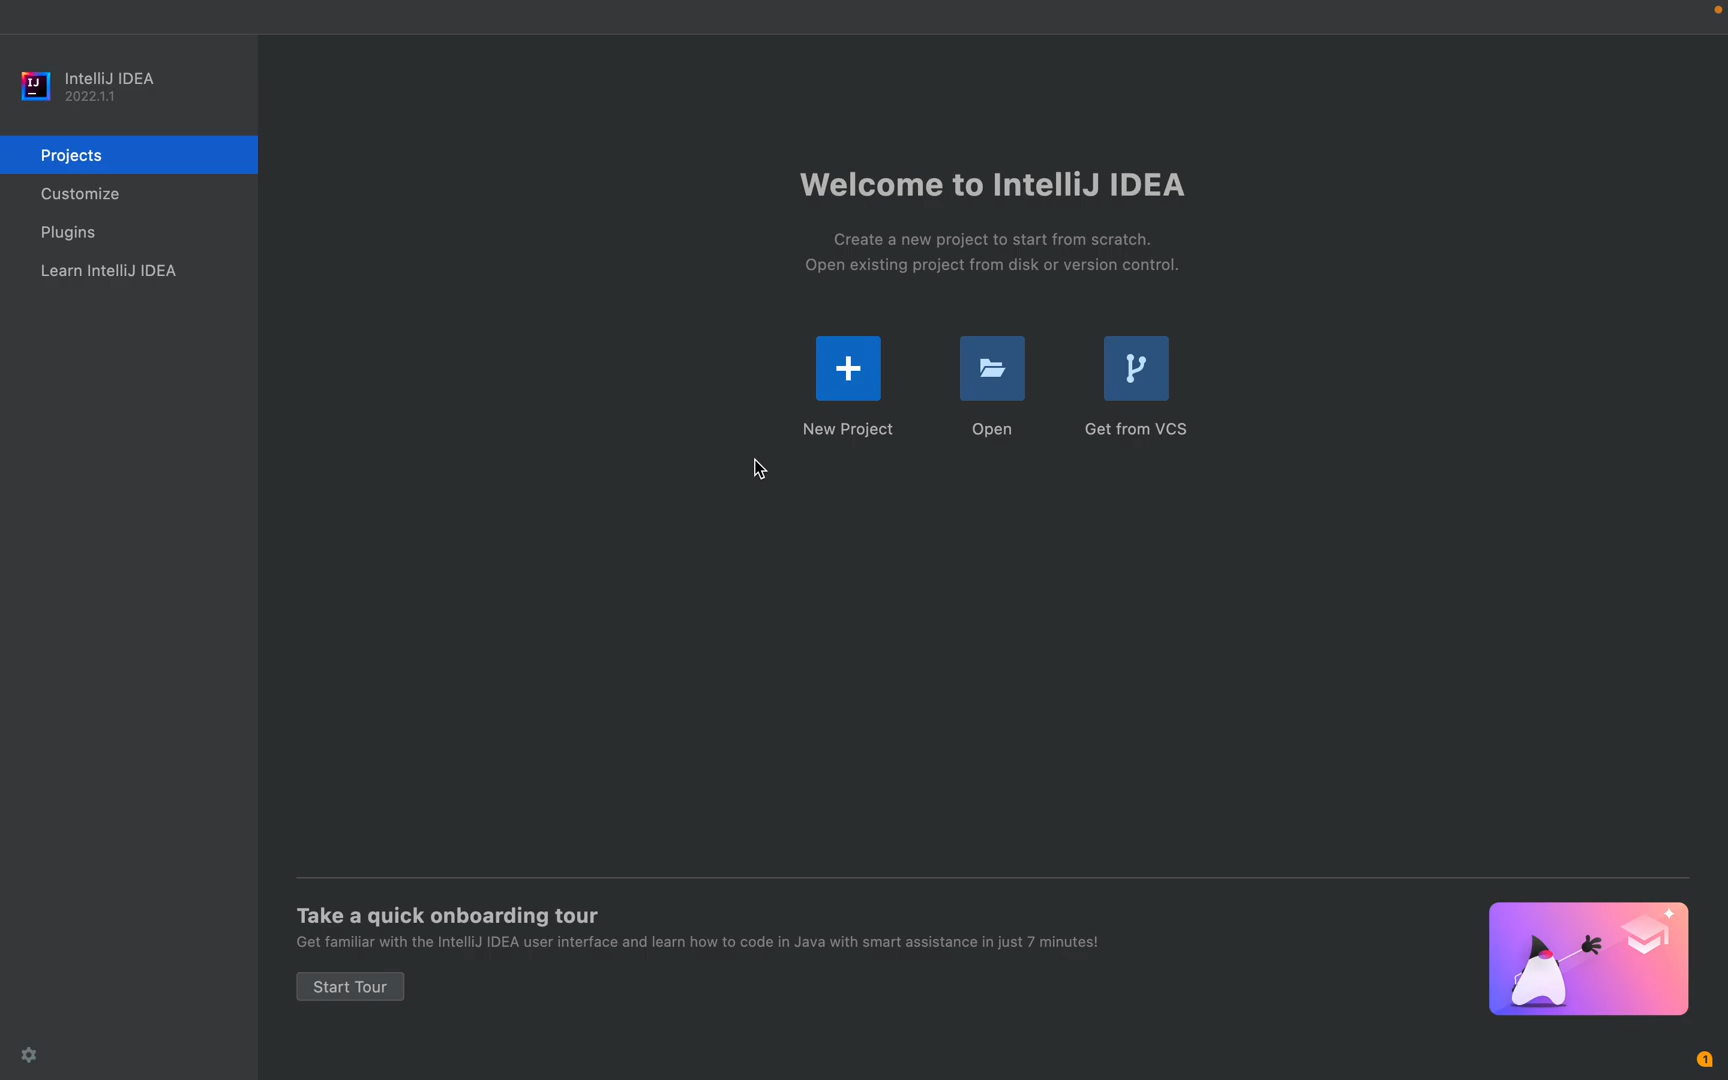 IJ
IntelliJ IDEA
2022.1.1
Projects
Customize
Plugins
Learn IntelliJ IDEA
Welcome to IntelliJ IDEA
Create a new project to start from scratch.
Open existing project from disk or version control.
New Project
Open
Get from VCS
Take a quick onboarding tour
Get familiar with the IntelliJ IDEA user interface and learn how to code in Java with smart assistance in just 7 minutes!
Start Tour
1